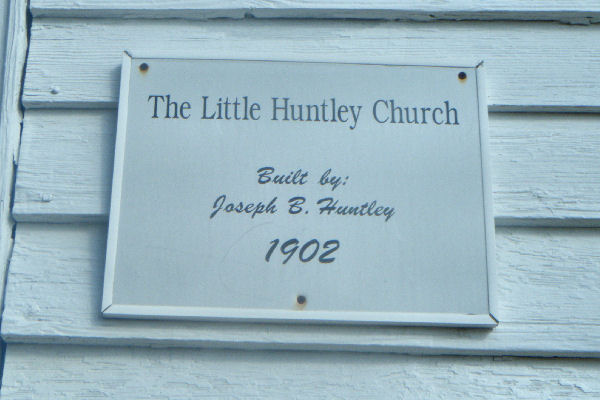 The Little Huntley Church
Built by:
Joseph B. Huntley
1902